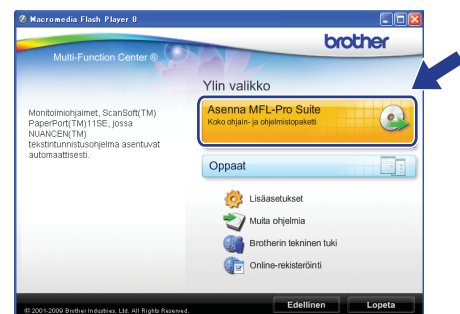 Macromedia Flash Player 8
brother
Multi-Function Center ®
Ylin valikko
Asenna MFL-Pro Suite
Koko ohjain- ja ohjelmistopaketti
Monitoimiohjaimet, ScanSoft(TM)
PaperPort(TM)11SE, jossa
NUANCEN(TM)
tekstintunnistusohjelma asentuvat
automaattisesti.
Oppaat
Lisäasetukset
Muita ohjelmia
Brotherin tekninen tuki
Online-rekisteröinti
© 2001-2009 Brother Industries, Ltd. All Rights Reserved.
Edellinen
Lopeta